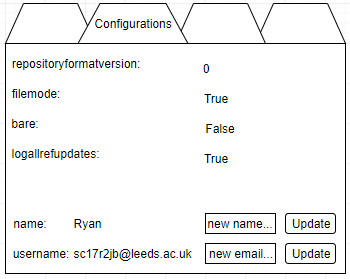 Configurations
repositoryformatversion: 0
filemode: True
bare: False
logallrefupdates: True
name: Ryan new name... Update
username: sc17r2jb@leeds.ac.uk new email... Update